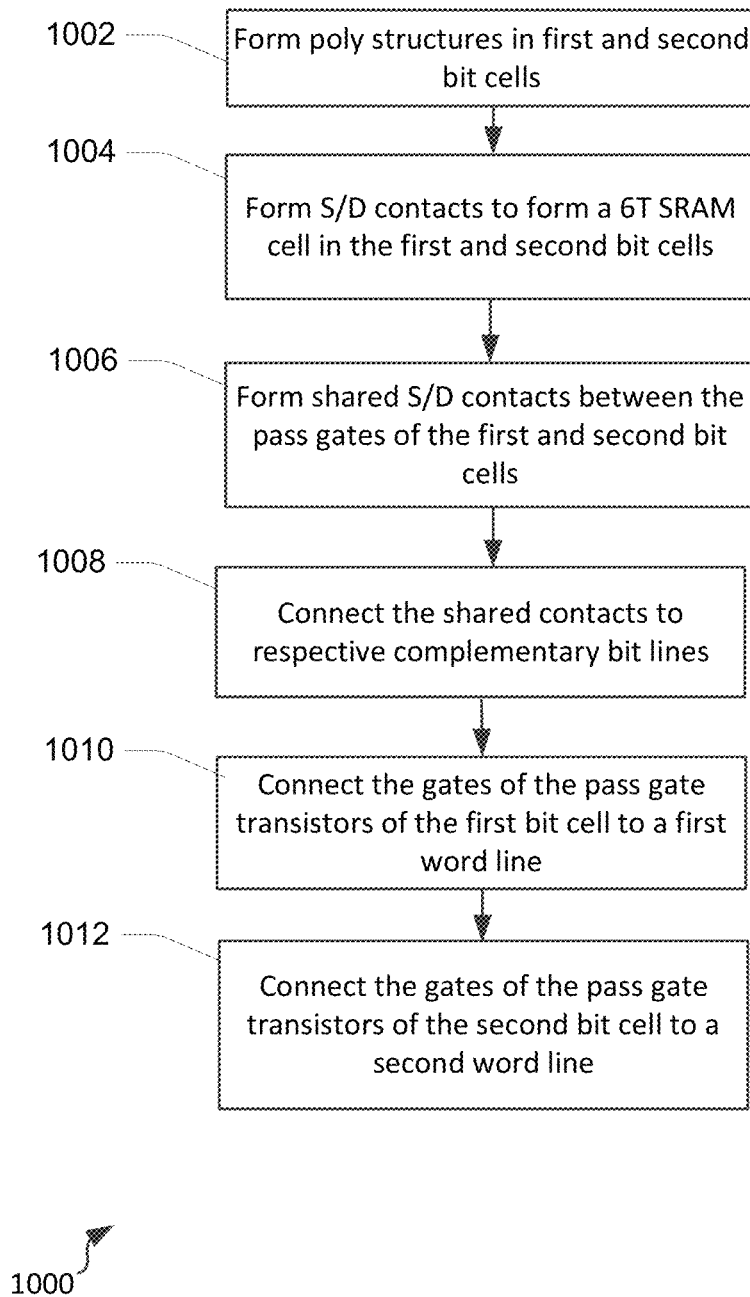 1002
Form poly structures in first and second
bit cells
1004
Form S/D contacts to form a 6T SRAM
cell in the first and second bit cells
1006
Form shared S/D contacts between the
pass gates of the first and second bit
cells
1008
Connect the shared contacts to
respective complementary bit lines
1010
Connect the gates of the pass gate
transistors of the first bit cell to a first
word line
1012
Connect the gates of the pass gate
transistors of the second bit cell to a
second word line
1000